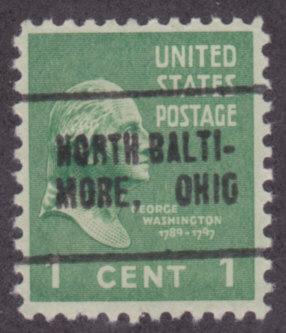 UNITED
STATES
POSTAGE
NORTH BALTI-
MORE, OHIO
GEORGE
WASHINGTON
1789-1797
1 CENT 1